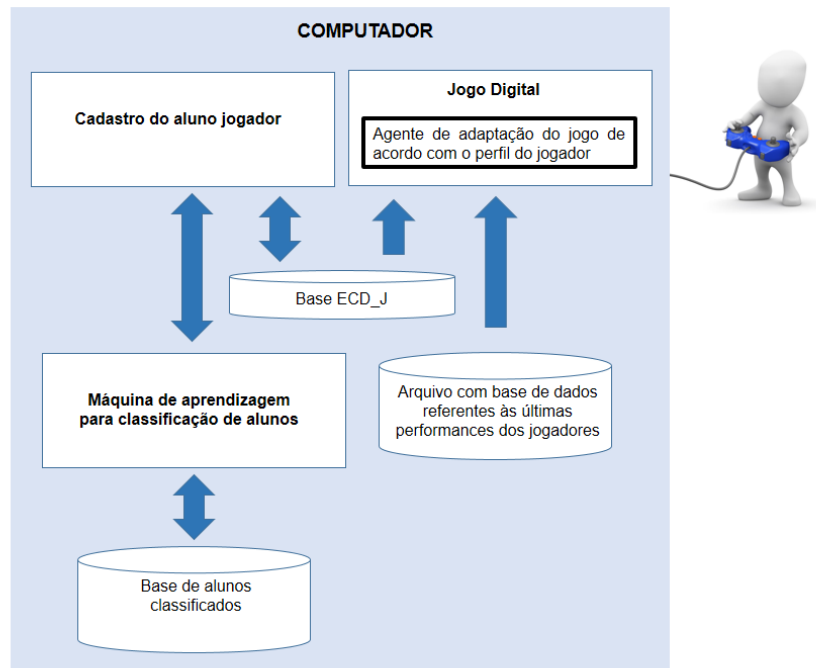 COMPUTADOR
Cadastro do aluno jogador
Jogo Digital
Agente de adaptação do jogo de
acordo com o perfil do jogador
Base ECD_J
Máquina de aprendizagem
para classificação de alunos
Arquivo com base de dados
referentes às últimas
performances dos jogadores
Base de alunos
classificados